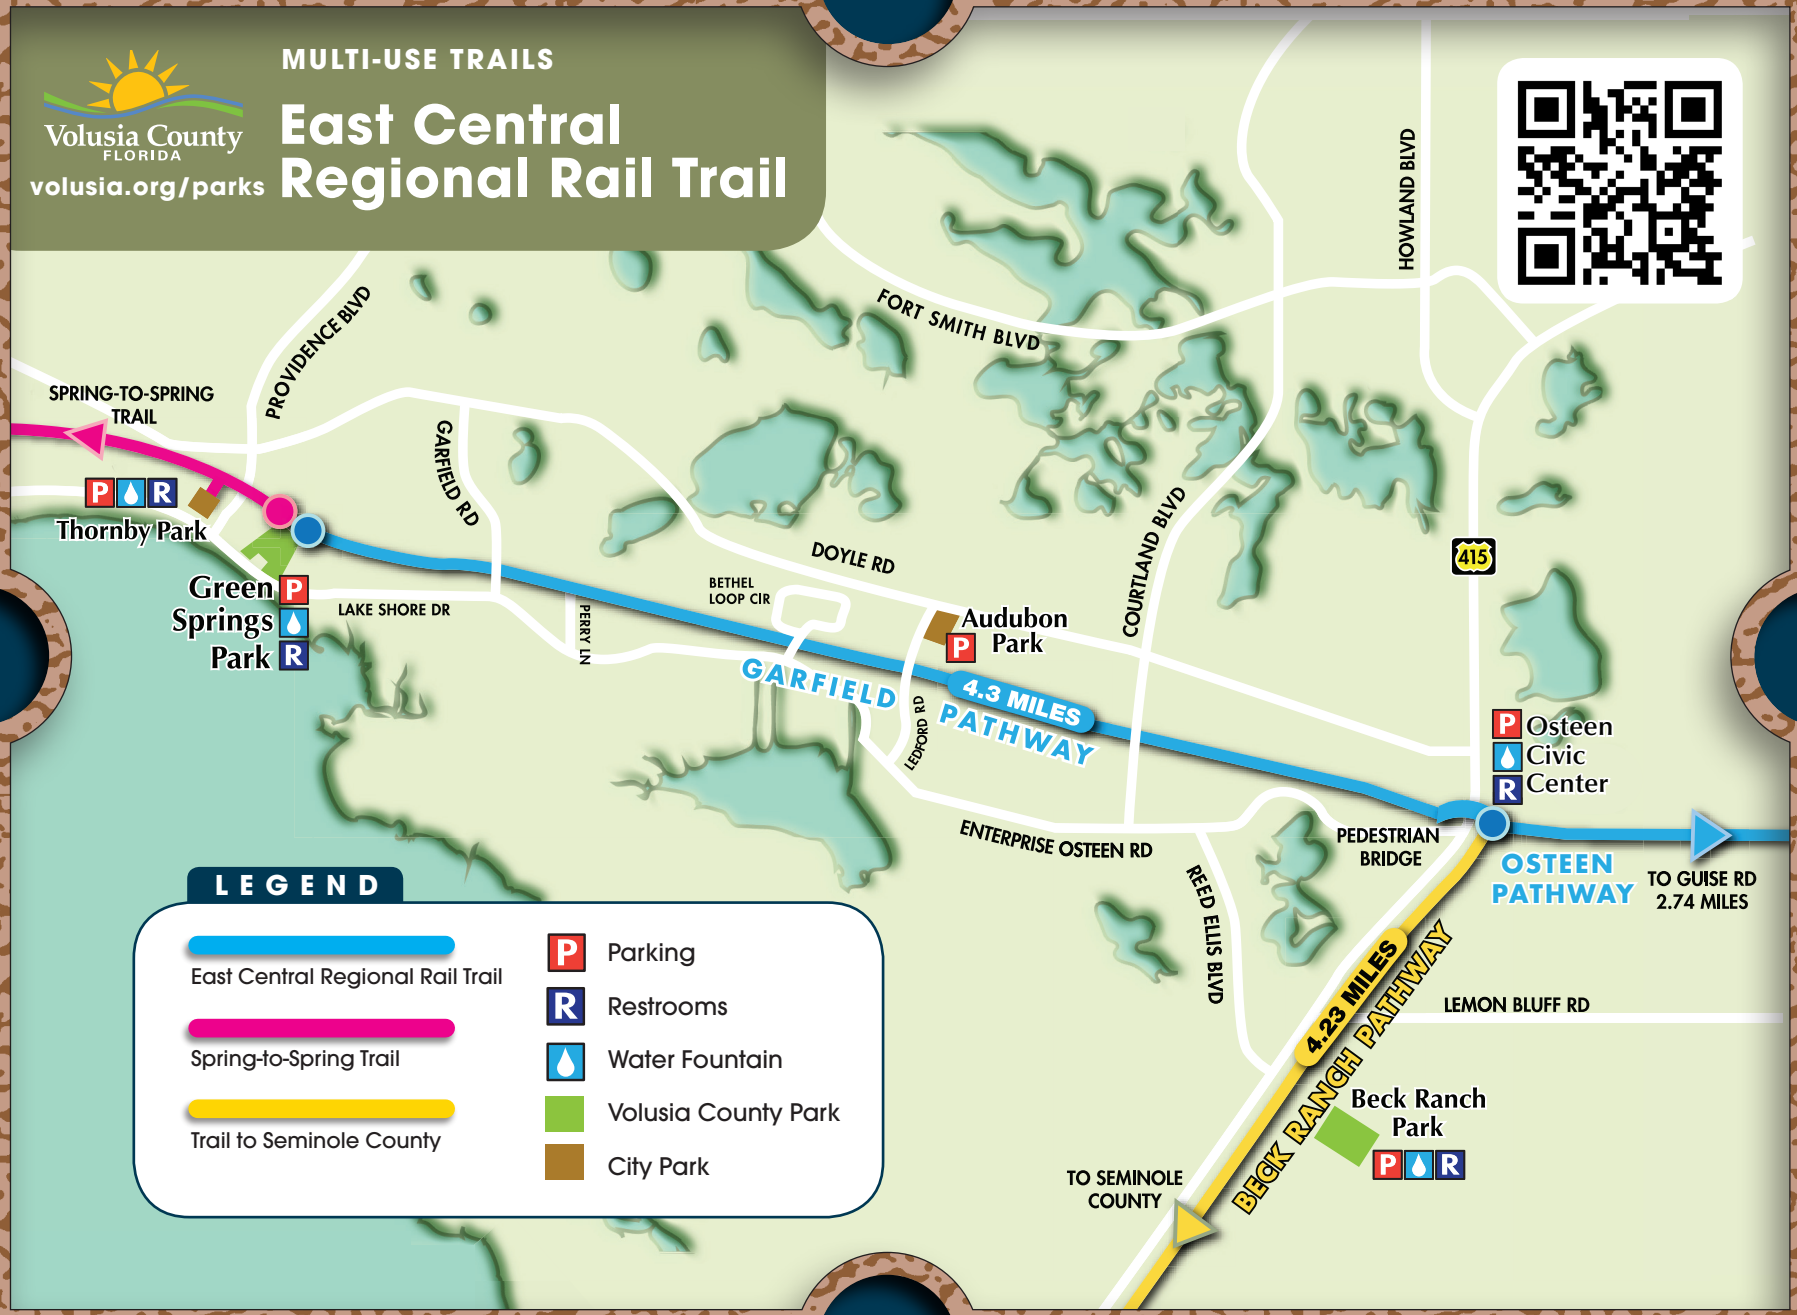 MULTI-USE TRAILS
East Central
Regional Rail Trail
Volusia County
FLORIDA
volusia.org/parks
HOWLAND BLVD
FORT SMITH BLVD
PROVIDENCE BLVD
SPRING-TO-SPRING
TRAIL
GARFIELD RD
P R
Thornby Park
COURTLAND BLVD
415
DOYLE RD
BETHEL
LOOP CIR
Green P
Springs
Park R
LAKE SHORE DR
PERRY LN
Audubon
Park
P
GARFIELD
PATHWAY
4.3 MILES
LEDFORD RD
P Osteen
Civic
R Center
ENTERPRISE OSTEEN RD
PEDESTRIAN
BRIDGE
OSTEEN
PATHWAY
TO GUISE RD
2.74 MILES
REED ELLIS BLVD
4.23 MILES
BECK RANCH PATHWAY
LEMON BLUFF RD
Beck Ranch
Park
P R
TO SEMINOLE
COUNTY
LEGEND
East Central Regional Rail Trail
Spring-to-Spring Trail
Trail to Seminole County
P Parking
R Restrooms
Water Fountain
Volusia County Park
City Park